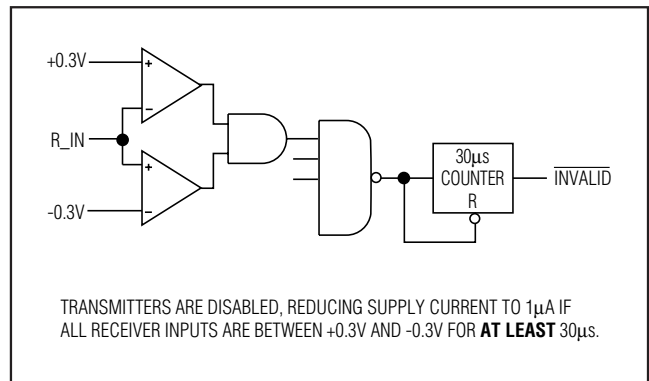 +0.3V
+
-
R_IN
+
-
-0.3V
30μs
COUNTER
R
INVALID
TRANSMITTERS ARE DISABLED, REDUCING SUPPLY CURRENT TO 1μA IF
ALL RECEIVER INPUTS ARE BETWEEN +0.3V AND -0.3V FOR AT LEAST 30μs.